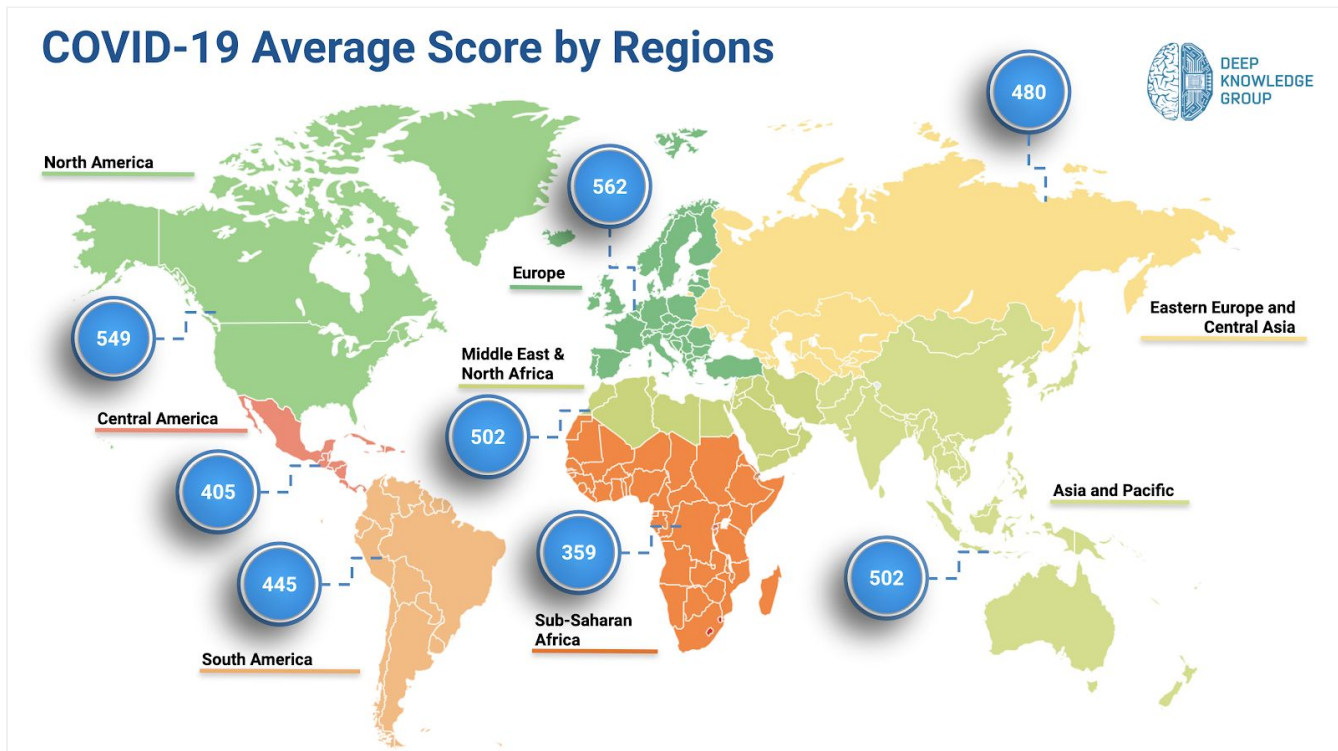 COVID-19 Average Score by Regions
DEEP
KNOWLEDGE
GROUP
480
North America
562
Europe
Eastern Europe and
Central Asia
549
Middle East &
North Africa
Central America
502
405
Asia and Pacific
359
502
445
Sub-Saharan
Africa
South America